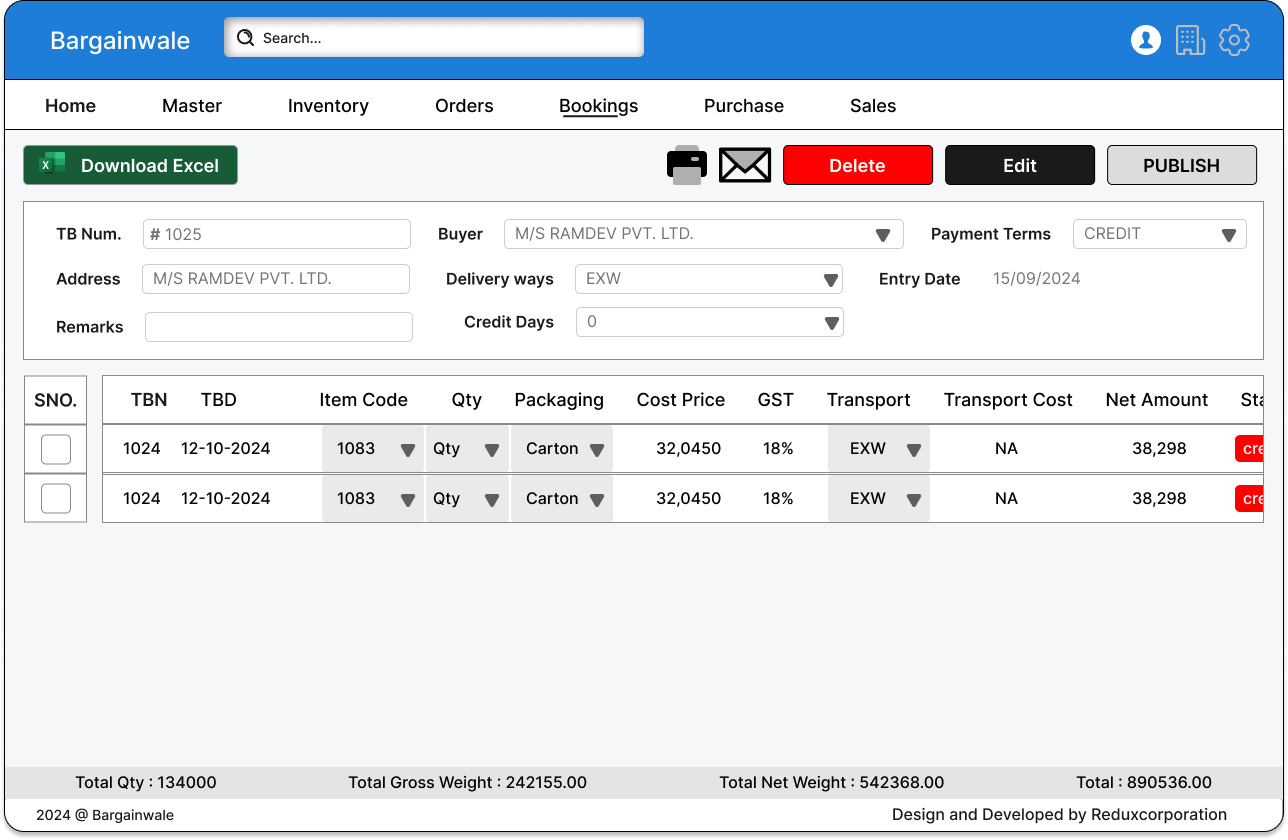 Bargainwale Search...
Home Master Inventory Orders Bookings Purchase Sales
X Download Excel Delete Edit PUBLISH
TB Num. # 1025 Buyer M/S RAMDEV PVT. LTD. Payment Terms CREDIT
Address M/S RAMDEV PVT. LTD. Delivery ways EXW Entry Date 15/09/2024
Remarks Credit Days 0
SNO. TBN TBD Item Code Qty Packaging Cost Price GST Transport Transport Cost Net Amount Sta
1024 12-10-2024 1083 Qty Carton 32,0450 18% EXW NA 38,298 cre
1024 12-10-2024 1083 Qty Carton 32,0450 18% EXW NA 38,298 cre
Total Qty : 134000 Total Gross Weight : 242155.00 Total Net Weight : 542368.00 Total : 890536.00
2024 @ Bargainwale Design and Developed by Reduxcorporation